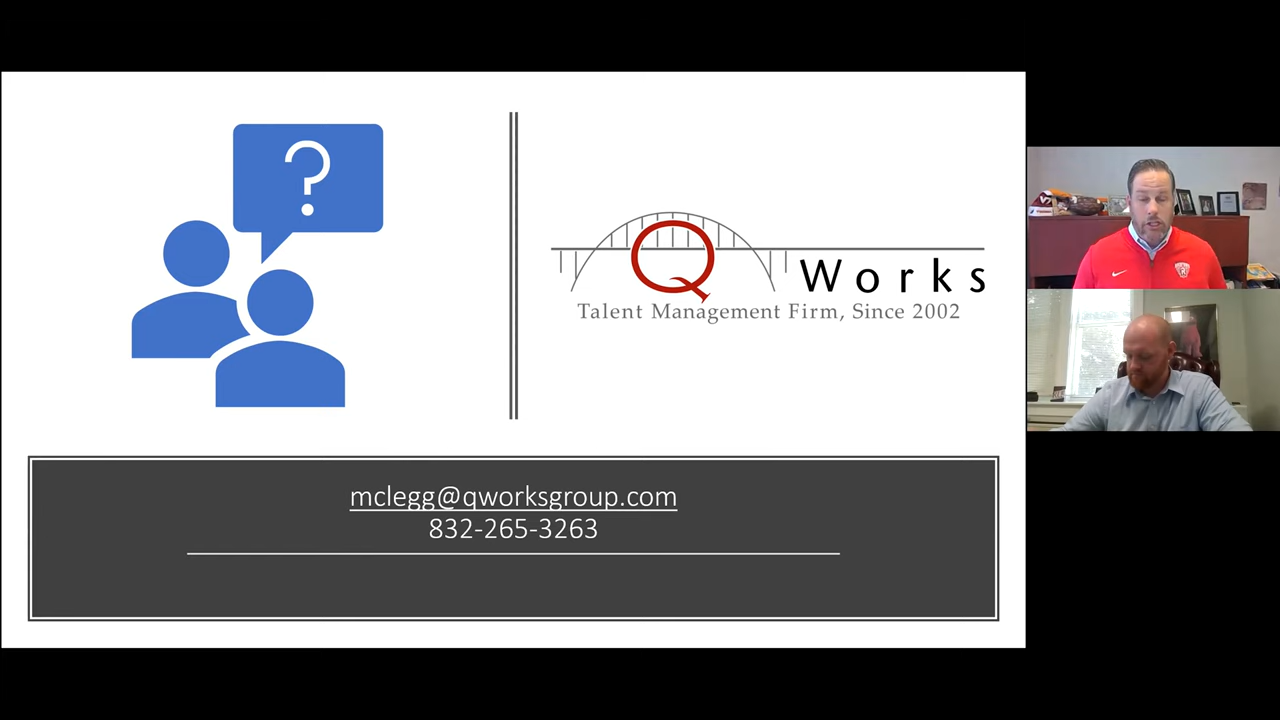 ?
Q Works
Talent Management Firm, Since 2002
mclegg@qworksgroup.com
832-265-3263